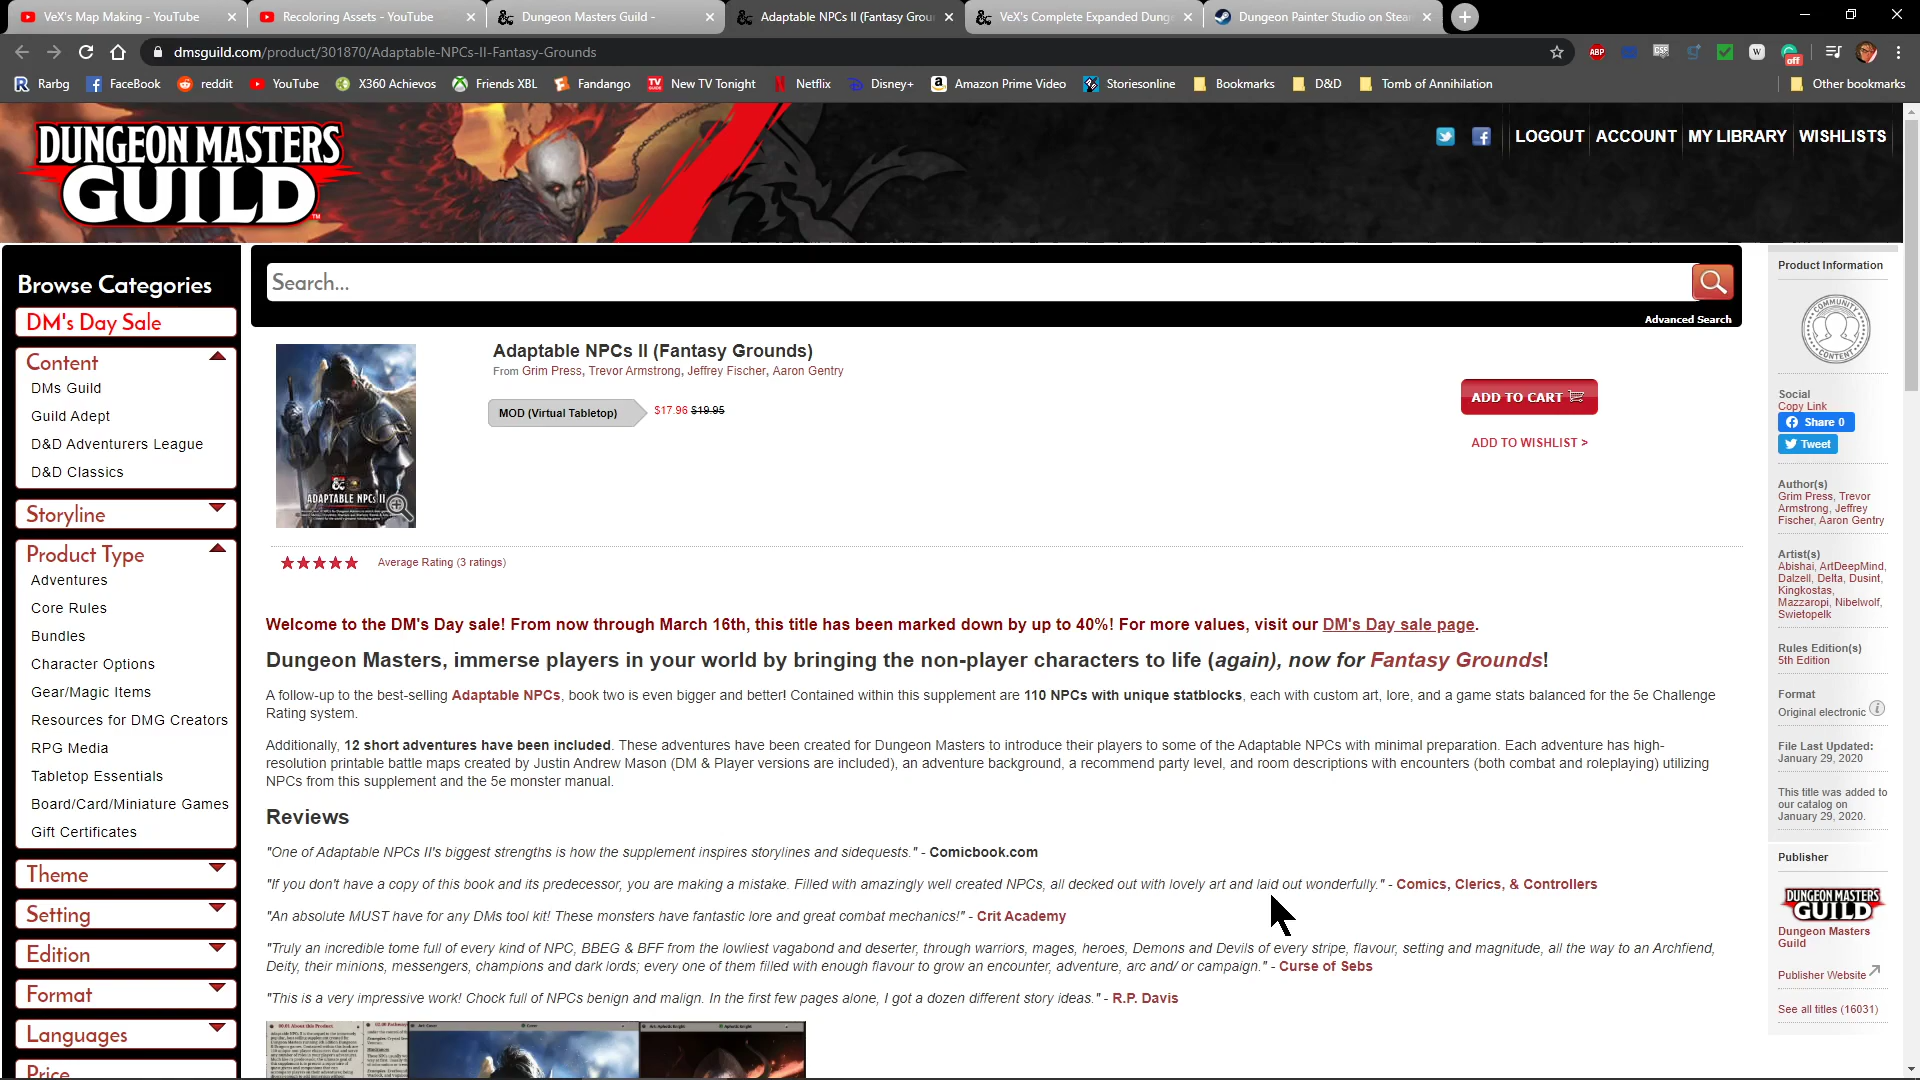 VeX's Map Making - YouTube
Recoloring Assets - YouTube
Dungeon Masters Guild -
Adaptable NPCs II (Fantasy Grou
VeX's Complete Expanded Dung
Dungeon Painter Studio on Stea
dmsguild.com/product/301870/Adaptable-NPCs-II-Fantasy-Grounds
ABP
off
Rarbg
FaceBook
reddit
YouTube
X360 Achievos
Friends XBL
Fandango
New TV Tonight
Netflix
Disney+
Amazon Prime Video
Storiesonline
Bookmarks
D&D
Tomb of Annihilation
Other bookmarks
DUNGEON MASTERS
GUILD
LOGOUT
ACCOUNT
MY LIBRARY
WISHLISTS
Browse Categories
DM's Day Sale
Content
DMs Guild
Guild Adept
D&D Adventurers League
D&D Classics
Storyline
Product Type
Adventures
Core Rules
Bundles
Character Options
Gear/Magic Items
Resources for DMG Creators
RPG Media
Tabletop Essentials
Board/Card/Miniature Games
Gift Certificates
Theme
Setting
Edition
Format
Languages
Price
Search...
Advanced Search
ADAPTABLE NPCs II
Adaptable NPCs II (Fantasy Grounds)
From Grim Press, Trevor Armstrong, Jeffrey Fischer, Aaron Gentry
MOD (Virtual Tabletop)
$17.96 $19.95
ADD TO CART
ADD TO WISHLIST >
Average Rating (3 ratings)
Welcome to the DM's Day sale! From now through March 16th, this title has been marked down by up to 40%! For more values, visit our DM's Day sale page.
Dungeon Masters, immerse players in your world by bringing the non-player characters to life (again), now for Fantasy Grounds!
A follow-up to the best-selling Adaptable NPCs, book two is even bigger and better! Contained within this supplement are 110 NPCs with unique statblocks, each with custom art, lore, and a game stats balanced for the 5e Challenge
Rating system.
Additionally, 12 short adventures have been included. These adventures have been created for Dungeon Masters to introduce their players to some of the Adaptable NPCs with minimal preparation. Each adventure has high-
resolution printable battle maps created by Justin Andrew Mason (DM & Player versions are included), an adventure background, a recommend party level, and room descriptions with encounters (both combat and roleplaying) utilizing
NPCs from this supplement and the 5e monster manual.
Reviews
"One of Adaptable NPCs II's biggest strengths is how the supplement inspires storylines and sidequests." - Comicbook.com
"If you don't have a copy of this book and its predecessor, you are making a mistake. Filled with amazingly well created NPCs, all decked out with lovely art and laid out wonderfully." - Comics, Clerics, & Controllers
"An absolute MUST have for any DMs tool kit! These monsters have fantastic lore and great combat mechanics!" - Crit Academy
"Truly an incredible tome full of every kind of NPC, BBEG & BFF from the lowliest vagabond and deserter, through warriors, mages, heroes, Demons and Devils of every stripe, flavour, setting and magnitude, all the way to an Archfiend,
Deity, their minions, messengers, champions and dark lords; every one of them filled with enough flavour to grow an encounter, adventure, arc and/ or campaign." - Curse of Sebs
"This is a very impressive work! Chock full of NPCs benign and malign. In the first few pages alone, I got a dozen different story ideas." - R.P. Davis
Product Information
COMMUNITY
CONTENT
Social
Copy Link
Share 0
Tweet
Author(s)
Grim Press, Trevor
Armstrong, Jeffrey
Fischer, Aaron Gentry
Artist(s)
Abishai, ArtDeepMind,
Dalzell, Delta, Dusint,
Kingkostas,
Mazzaropi, Nibelwolf,
Swietopelk
Rules Edition(s)
5th Edition
Format
Original electronic
File Last Updated:
January 29, 2020
This title was added to
our catalog on
January 29, 2020.
Publisher
DUNGEON MASTERS
GUILD
Dungeon Masters
Guild
Publisher Website
See all titles (16031)